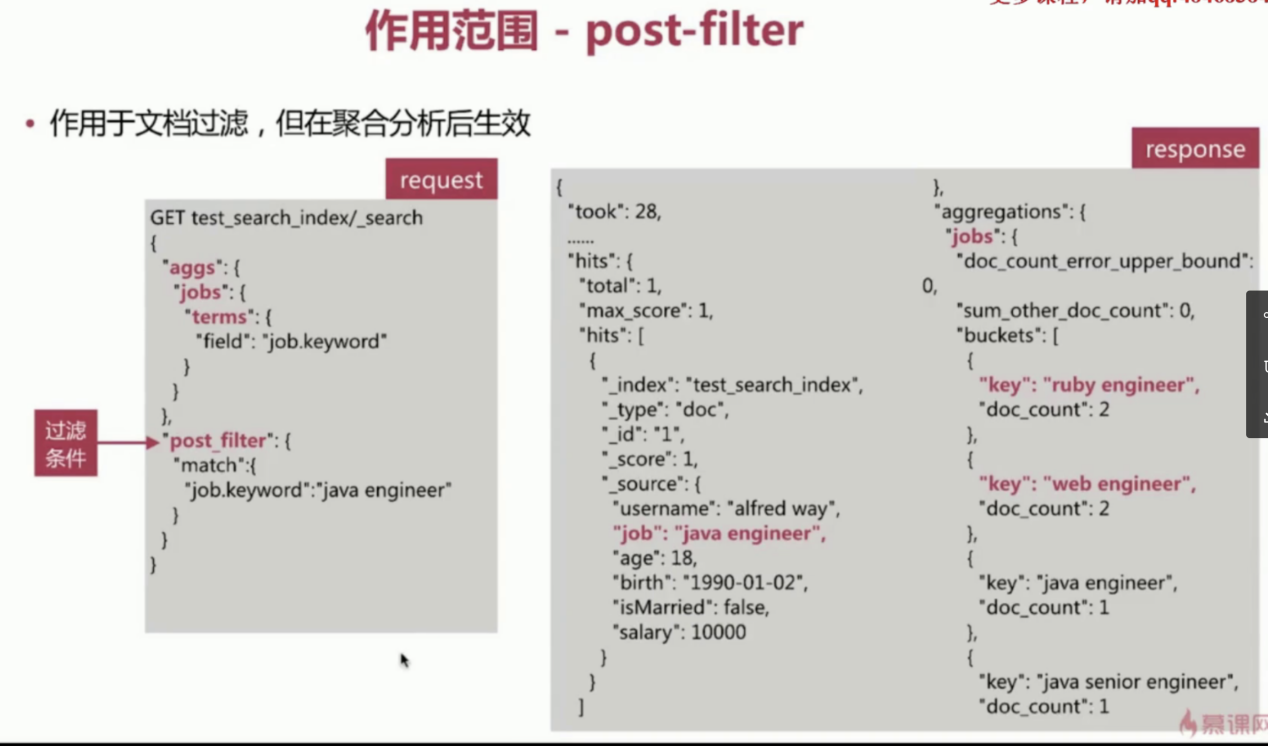 作用范围 - post-filter
• 作用于文档过滤，但在聚合分析后生效
request
GET test_search_index/_search
{
"aggs": {
"jobs": {
"terms": {
"field": "job.keyword"
}
}
},
"post_filter": {
"match":{
"job.keyword":"java engineer"
}
}
}
过滤
条件
response
{
"took": 28,
......
"hits": {
"total": 1,
"max_score": 1,
"hits": [
{
"_index": "test_search_index",
"_type": "doc",
"_id": "1",
"_score": 1,
"_source": {
"username": "alfred way",
"job": "java engineer",
"age": 18,
"birth": "1990-01-02",
"isMarried": false,
"salary": 10000
}
}
]
},
"aggregations": {
"jobs": {
"doc_count_error_upper_bound":
0,
"sum_other_doc_count": 0,
"buckets": [
{
"key": "ruby engineer",
"doc_count": 2
},
{
"key": "web engineer",
"doc_count": 2
},
{
"key": "java engineer",
"doc_count": 1
},
{
"key": "java senior engineer",
"doc_count": 1
慕课网